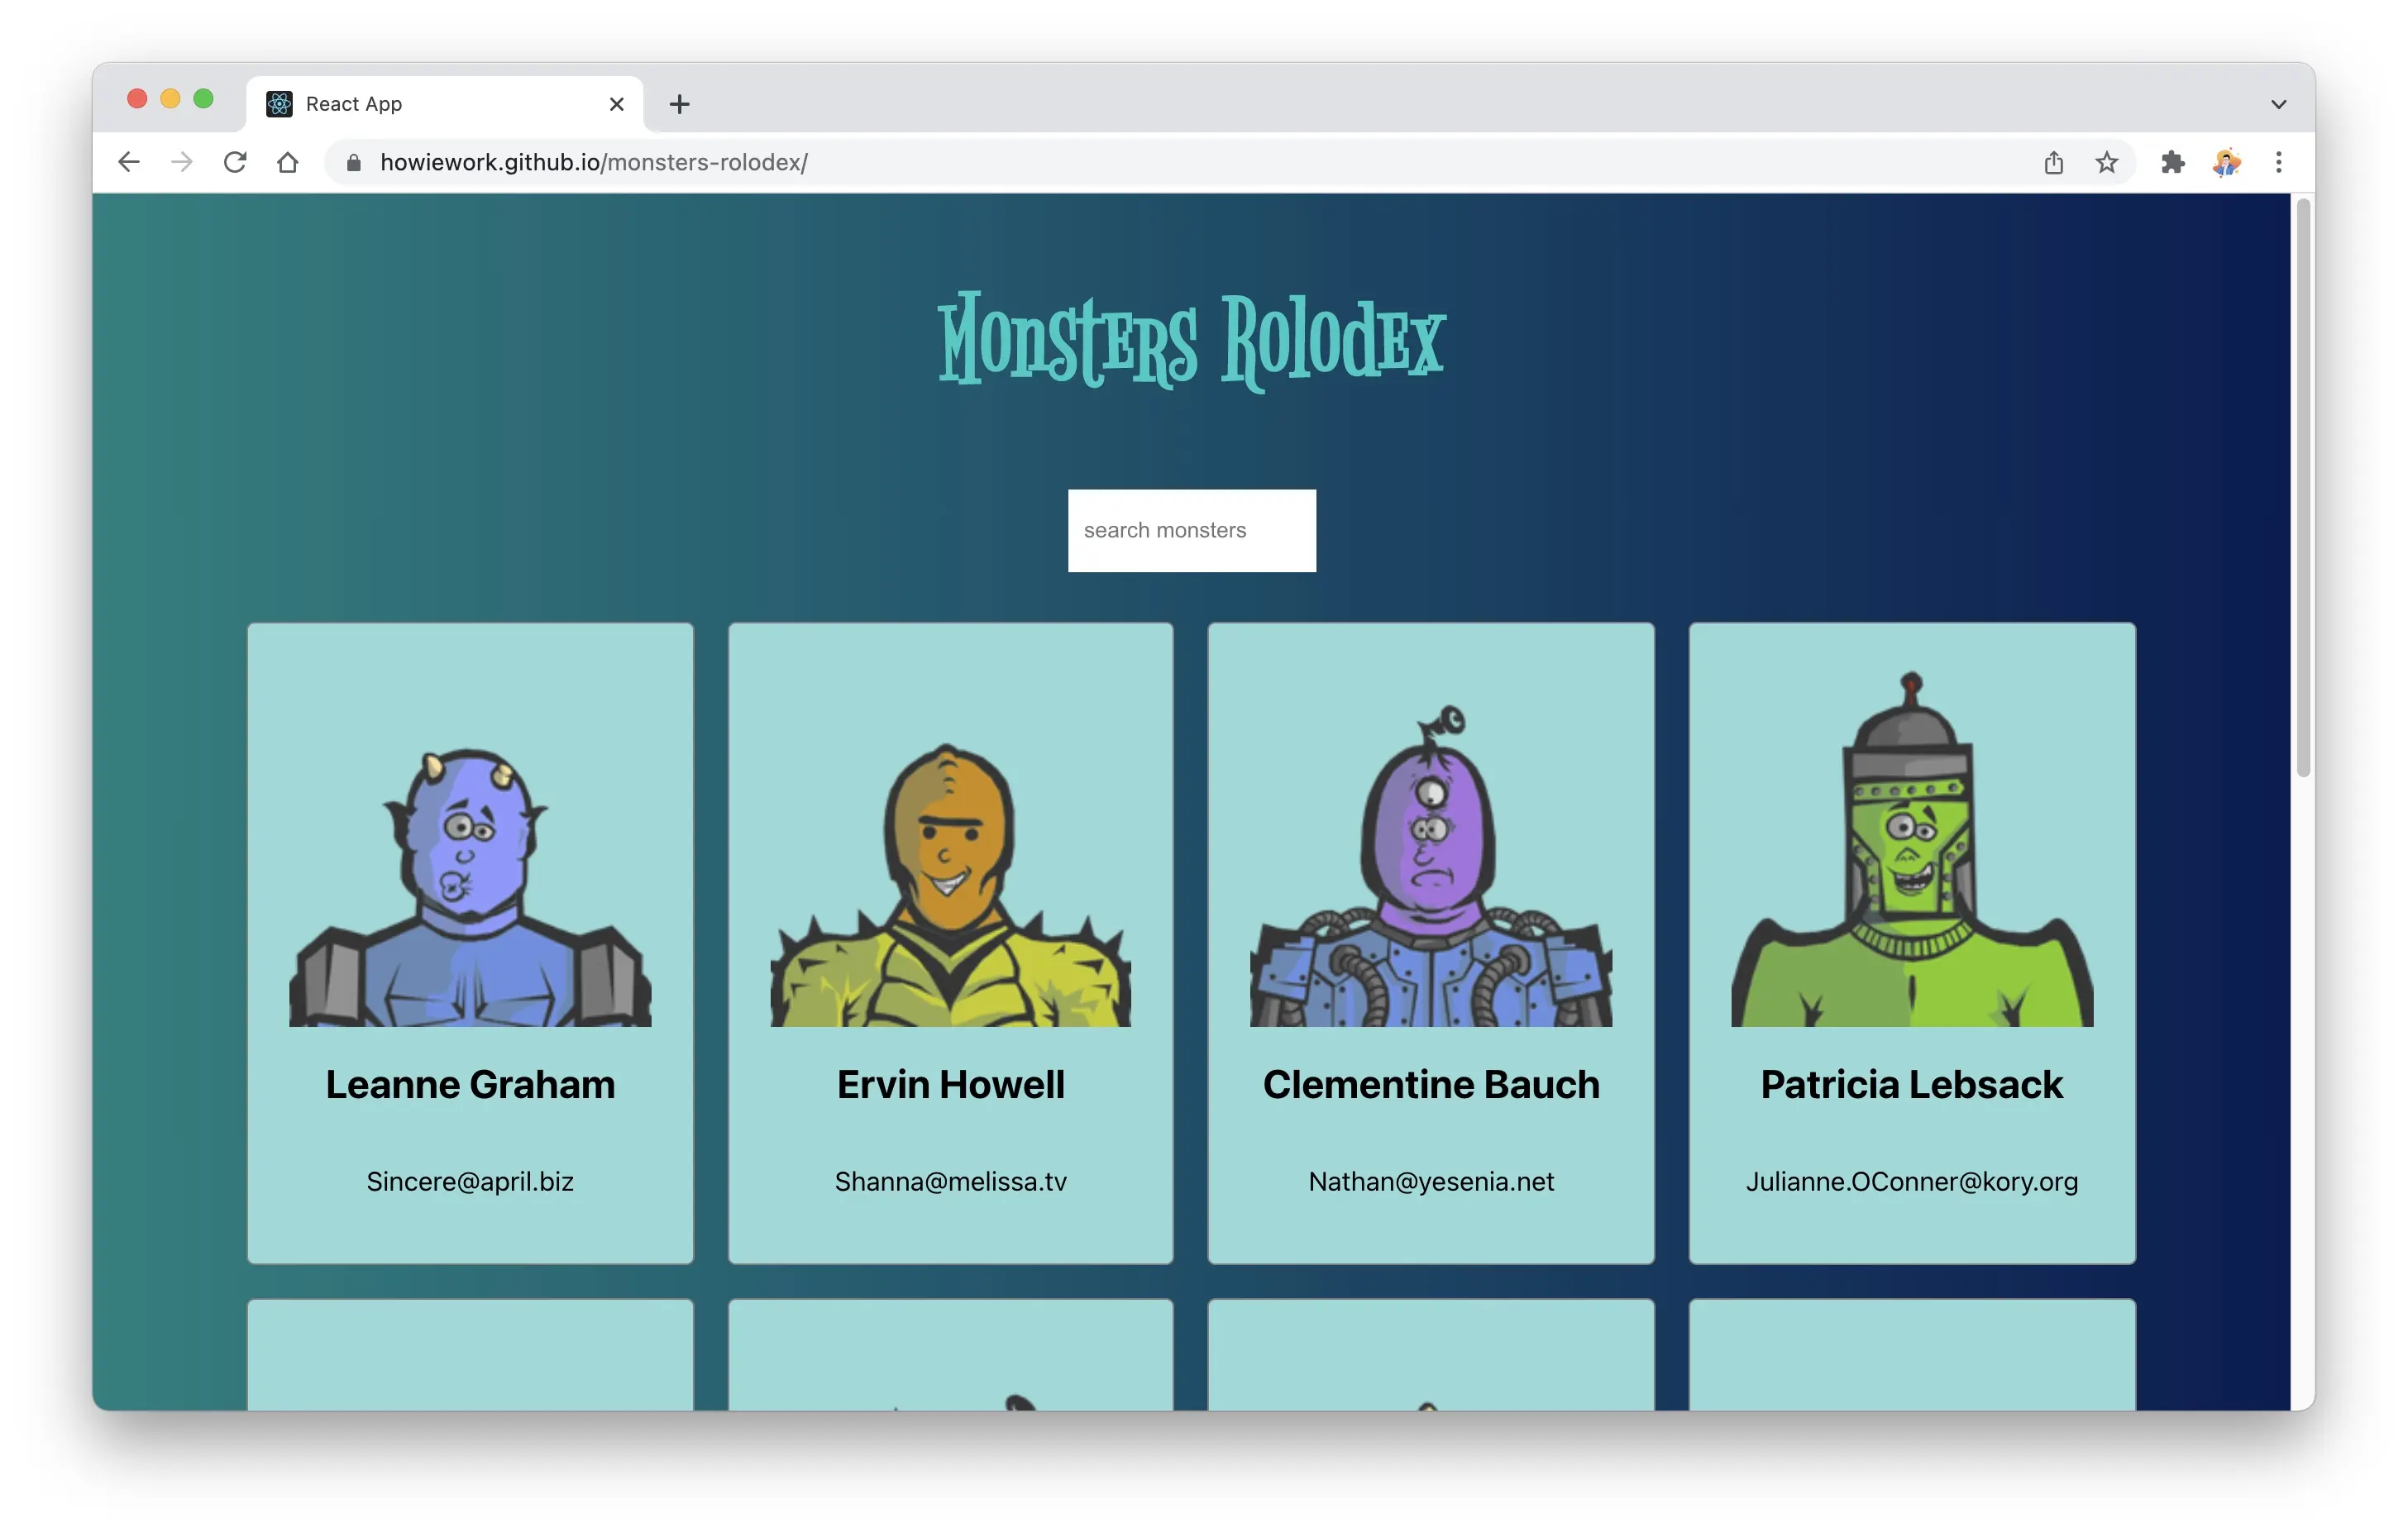 React App
howiework.github.io/monsters-rolodex/
Monsters Rolodex
search monsters
Leanne Graham
Ervin Howell
Clementine Bauch
Patricia Lebsack
Sincere@april.biz
Shanna@melissa.tv
Nathan@yesenia.net
Julianne.OConner@kory.org